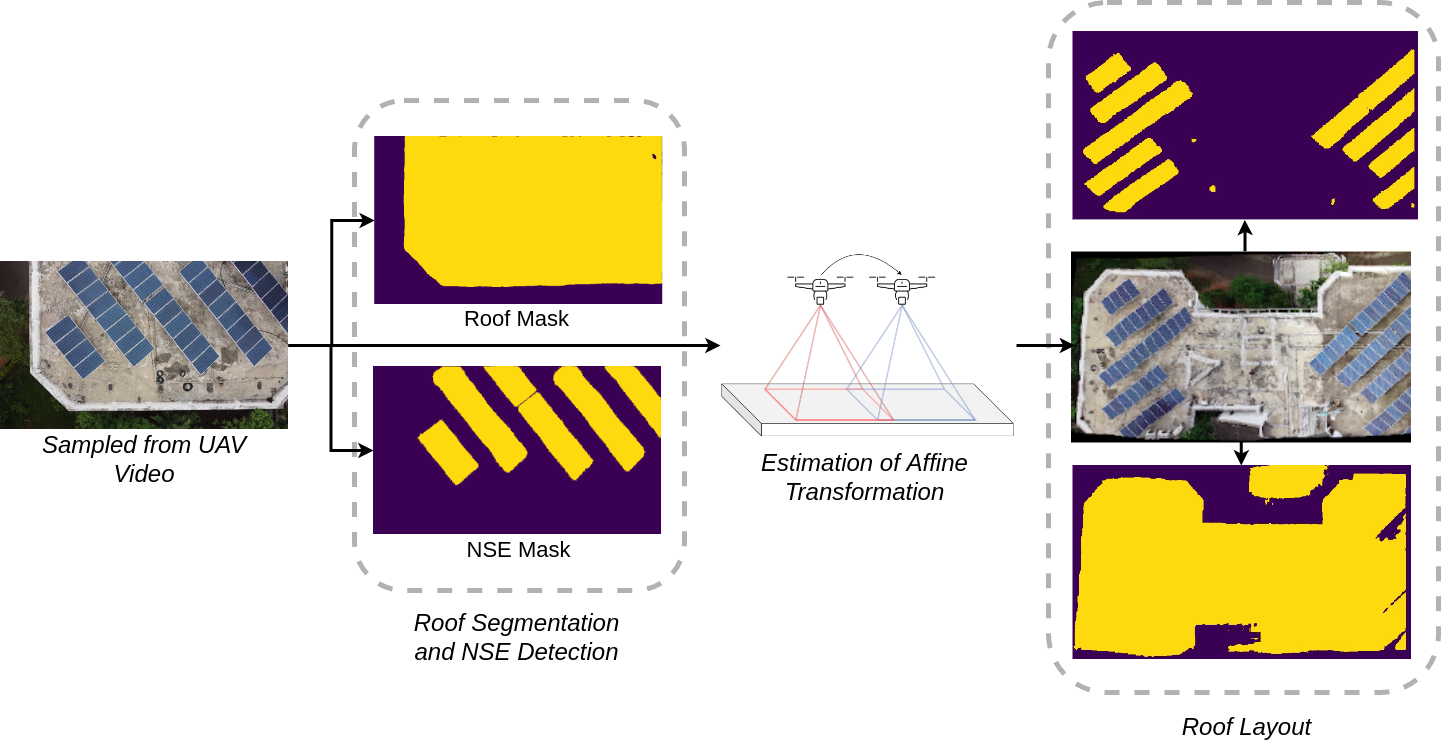 Sampled from UAV
Video
Roof Mask
NSE Mask
Roof Segmentation
and NSE Detection
Estimation of Affine
Transformation
Roof Layout